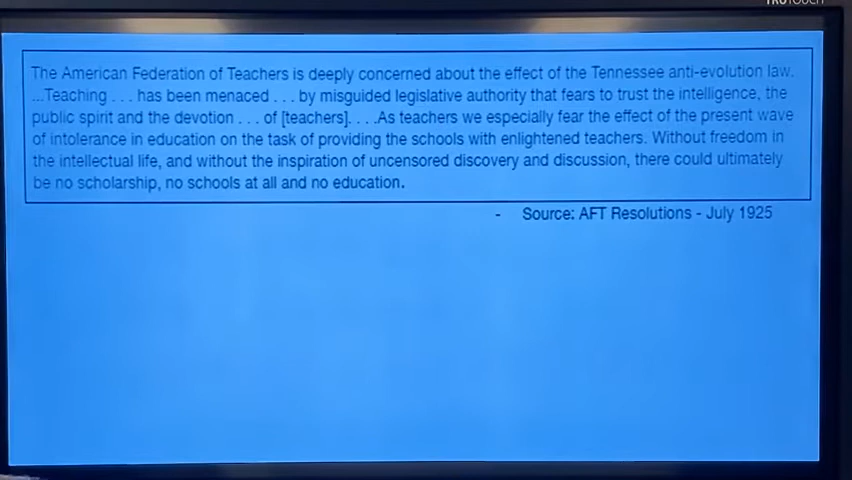 The American Federation of Teachers is deeply concerned about the effect of the Tennessee anti-evolution law.
...Teaching . . . has been menaced . . . by misguided legislative authority that fears to trust the intelligence, the
public spirit and the devotion . . . of [teachers]. . . .As teachers we especially fear the effect of the present wave
of intolerance in education on the task of providing the schools with enlightened teachers. Without freedom in
the intellectual life, and without the inspiration of uncensored discovery and discussion, there could ultimately
be no scholarship, no schools at all and no education.
- Source: AFT Resolutions - July 1925